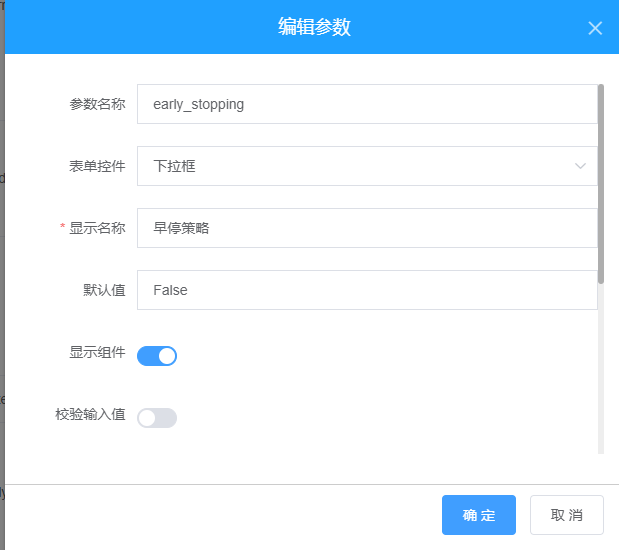 编辑参数
参数名称 early_stopping
表单控件 下拉框
* 显示名称 早停策略
默认值 False
显示组件
校验输入值
确 定 取 消